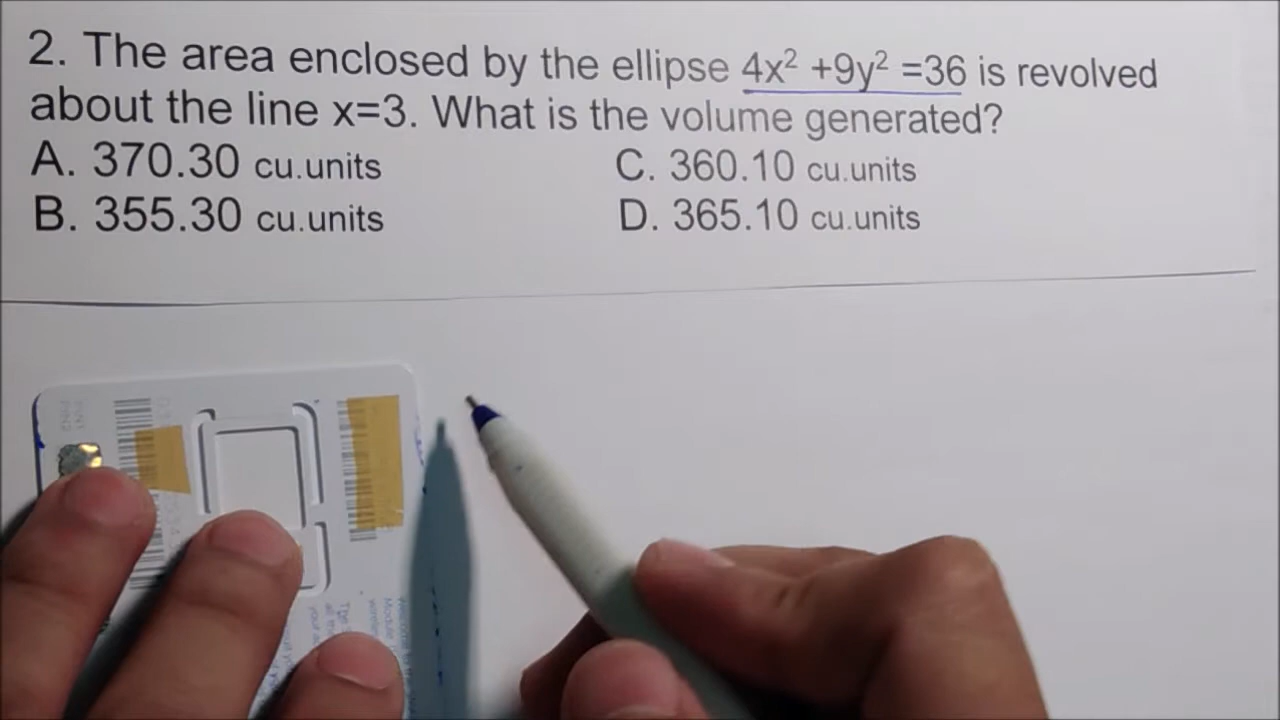 2. The area enclosed by the ellipse 4x² +9y² =36 is revolved
about the line x=3. What is the volume generated?
A. 370.30 cu.units
C. 360.10 cu.units
B. 355.30 cu.units
D. 365.10 cu.units